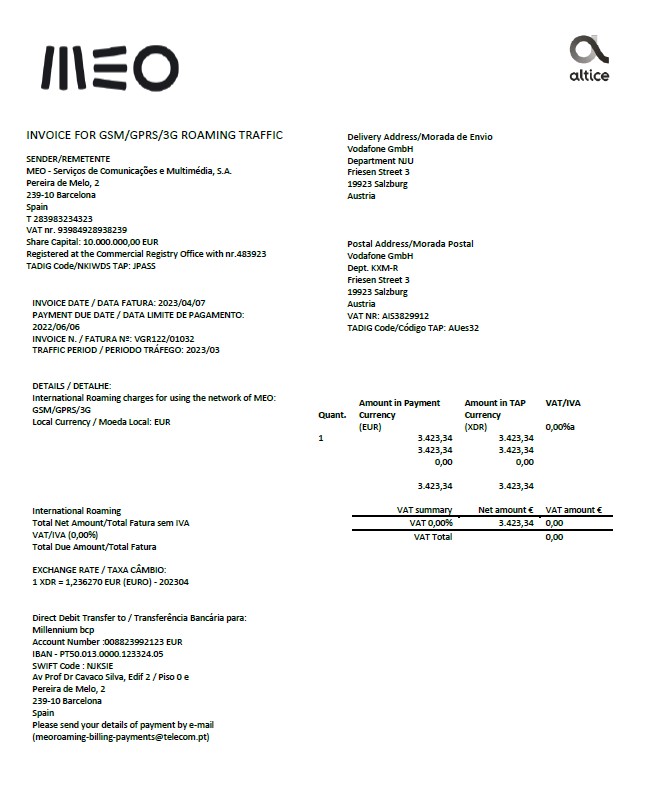 MEO
altice
INVOICE FOR GSM/GPRS/3G ROAMING TRAFFIC
SENDER/REMETENTE
MEO - Serviços de Comunicações e Multimédia, S.A.
Pereira de Melo, 2
239-10 Barcelona
Spain
T 283983234323
VAT nr. 93984928938239
Share Capital: 10.000.000,00 EUR
Registered at the Commercial Registry Office with nr.483923
TADIG Code/NKIWDS TAP: JPASS
Delivery Address/Morada de Envio
Vodafone GmbH
Department NJU
Friesen Street 3
19923 Salzburg
Austria
Postal Address/Morada Postal
Vodafone GmbH
Dept. KXM-R
Friesen Street 3
19923 Salzburg
Austria
VAT NR: AIS3829912
TADIG Code/Código TAP: AUes32
INVOICE DATE / DATA FATURA: 2023/04/07
PAYMENT DUE DATE / DATA LIMITE DE PAGAMENTO:
2022/06/06
INVOICE N. / FATURA Nº: VGR122/01032
TRAFFIC PERIOD / PERIODO TRÁFEGO: 2023/03
DETAILS / DETALHE:
International Roaming charges for using the network of MEO:
GSM/GPRS/3G
Local Currency / Moeda Local: EUR
Amount in Payment Amount in TAP VAT/IVA
Quant. Currency Currency
(EUR) (XDR) 0,00%a
1 3.423,34 3.423,34
3.423,34 3.423,34
0,00 0,00
3.423,34 3.423,34
International Roaming
Total Net Amount/Total Fatura sem IVA
VAT/IVA (0,00%)
Total Due Amount/Total Fatura
VAT summary Net amount € VAT amount €
VAT 0,00% 3.423,34 0,00
VAT Total 0,00
EXCHANGE RATE / TAXA CÂMBIO:
1 XDR = 1,236270 EUR (EURO) - 202304
Direct Debit Transfer to / Transferência Bancária para:
Millennium bcp
Account Number :008823992123 EUR
IBAN - PT50.013.0000.123324.05
SWIFT Code : NJKSIE
Av Prof Dr Cavaco Silva, Edif 2 / Piso 0 e
Pereira de Melo, 2
239-10 Barcelona
Spain
Please send your details of payment by e-mail
(meoroaming-billing-payments@telecom.pt)